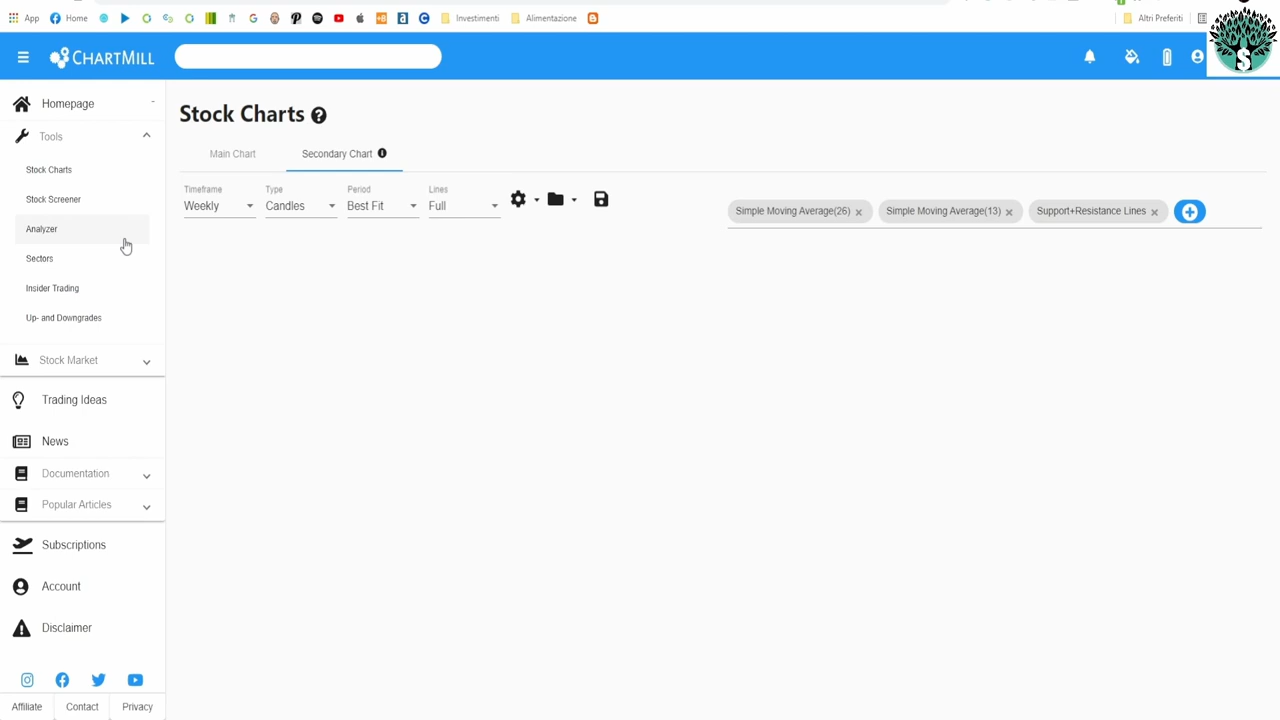 App
Home
Investimenti
Alimentazione
Altri Preferiti
CHARTMILL
S
Homepage
Tools
Stock Charts
Stock Screener
Analyzer
Sectors
Insider Trading
Up- and Downgrades
Stock Market
Trading Ideas
News
Documentation
Popular Articles
Subscriptions
Account
Disclaimer
Affiliate
Contact
Privacy
Stock Charts ?
Main Chart
Secondary Chart
Timeframe
Weekly
Type
Candles
Period
Best Fit
Lines
Full
Simple Moving Average(26)
Simple Moving Average(13)
Support+Resistance Lines